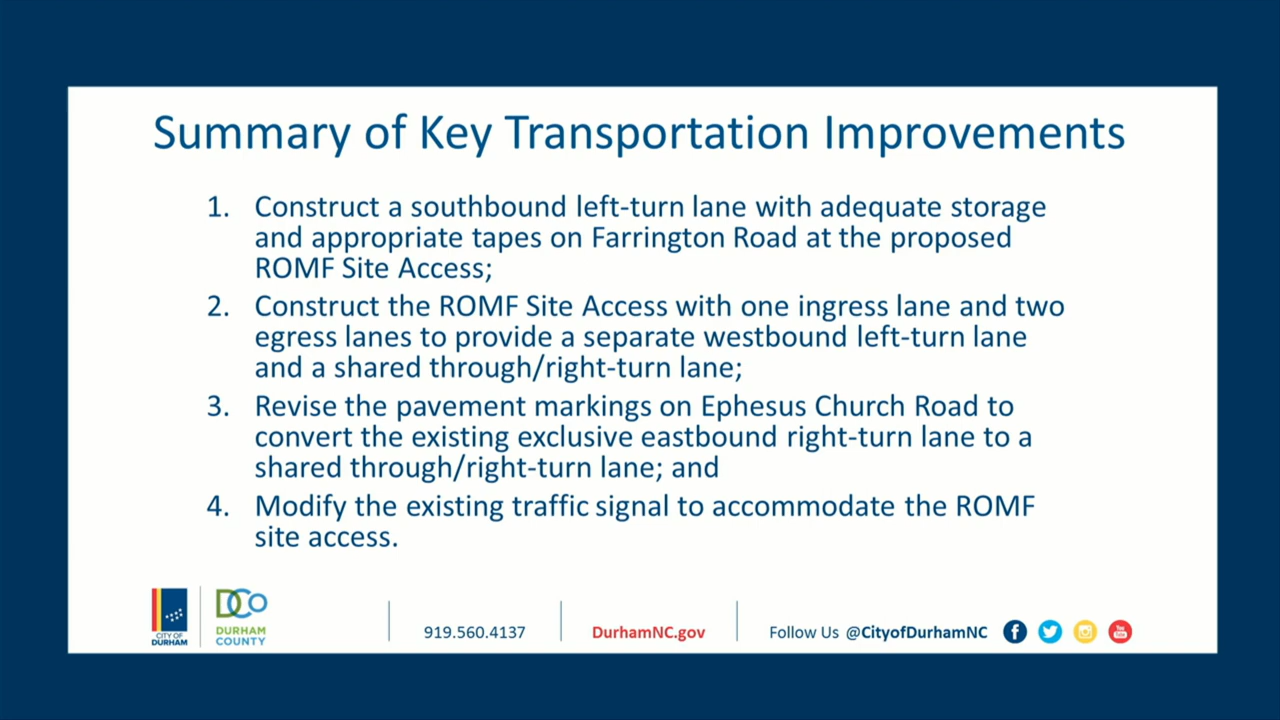 Summary of Key Transportation Improvements
1. Construct a southbound left-turn lane with adequate storage
and appropriate tapes on Farrington Road at the proposed
ROMF Site Access;
2. Construct the ROMF Site Access with one ingress lane and two
egress lanes to provide a separate westbound left-turn lane
and a shared through/right-turn lane;
3. Revise the pavement markings on Ephesus Church Road to
convert the existing exclusive eastbound right-turn lane to a
shared through/right-turn lane; and
4. Modify the existing traffic signal to accommodate the ROMF
site access.
CITY OF
DURHAM
DCo
DURHAM
COUNTY
919.560.4137
DurhamNC.gov
Follow Us @CityofDurhamNC
f
You
Tube